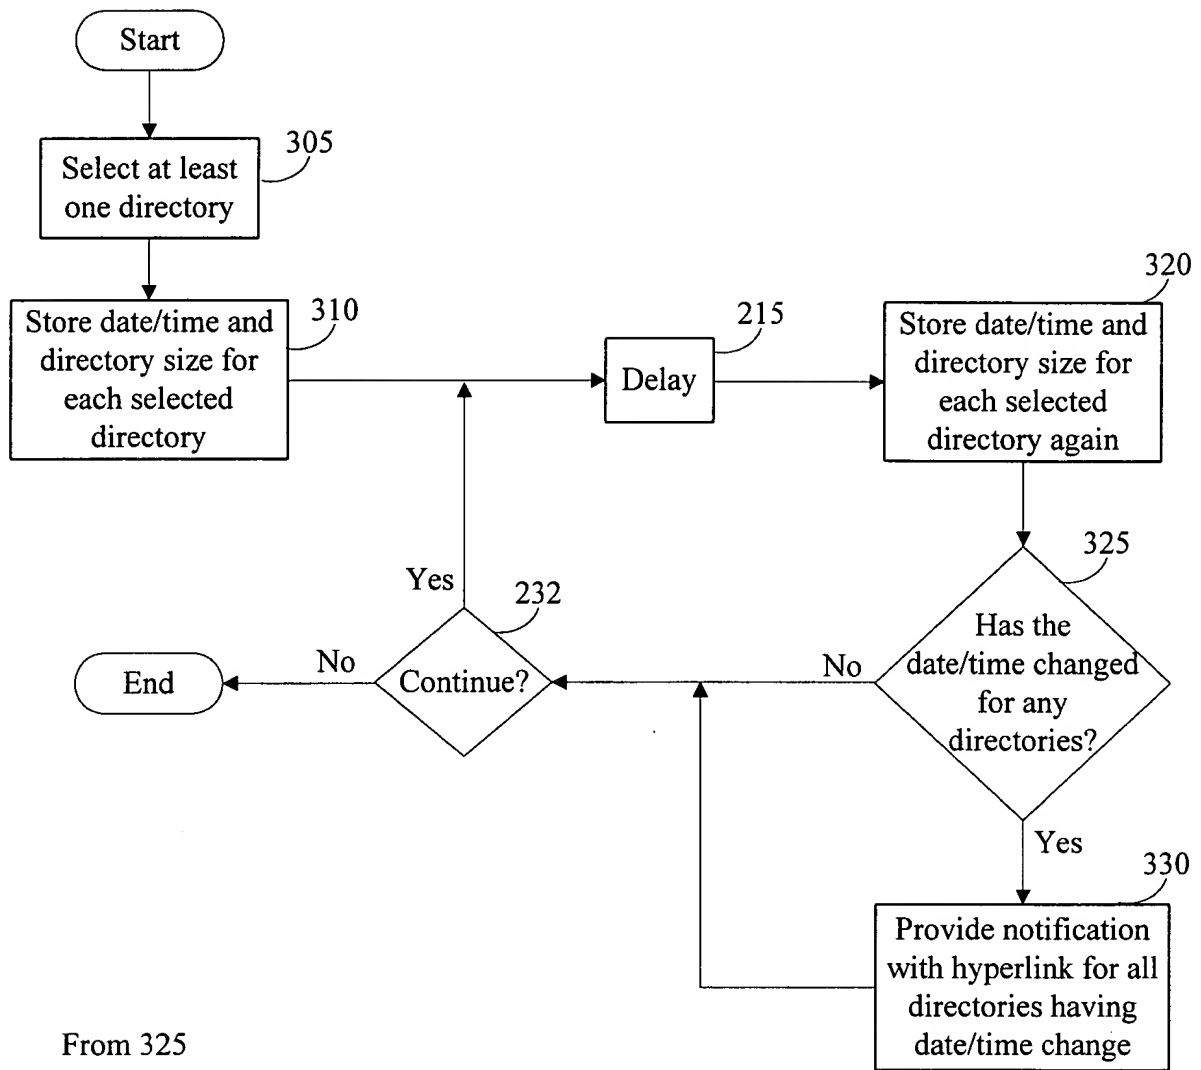 Start
305
Select at least
one directory
310
Store date/time and
directory size for
each selected
directory
215
Delay
320
Store date/time and
directory size for
each selected
directory again
325
Has the
date/time changed
for any
directories?
No
Yes
232
Continue?
Yes
No
End
330
Provide notification
with hyperlink for all
directories having
date/time change
From 325